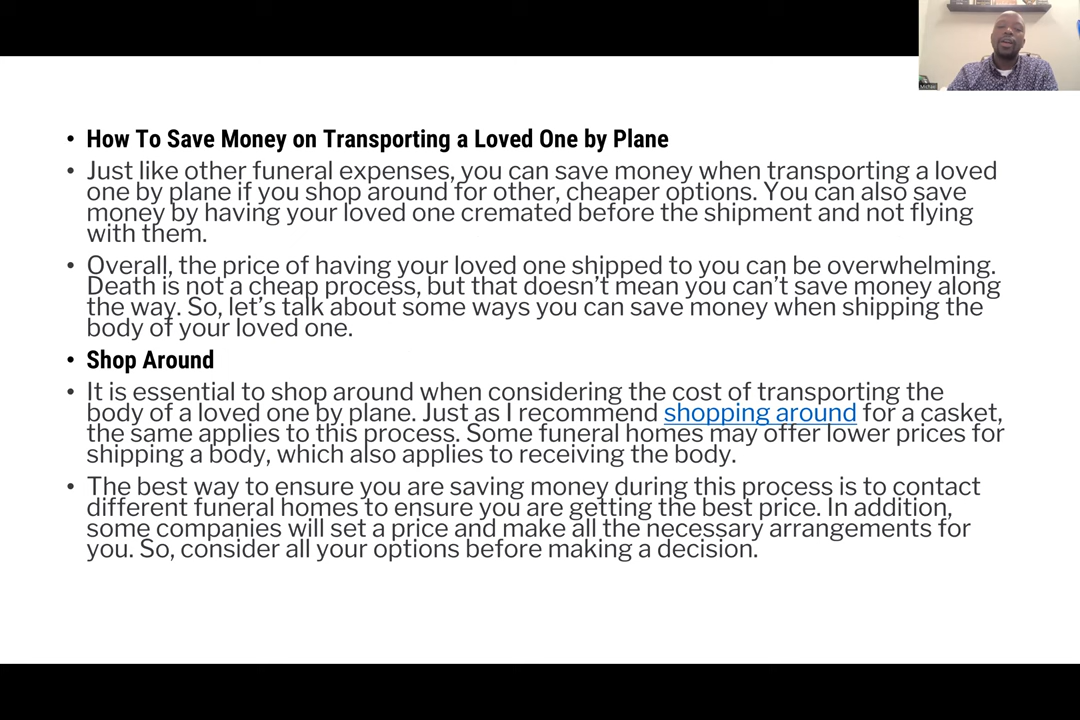 Michael
• How To Save Money on Transporting a Loved One by Plane
• Just like other funeral expenses, you can save money when transporting a loved
one by plane if you shop around for other, cheaper options. You can also save
money by having your loved one cremated before the shipment and not flying
with them.
• Overall, the price of having your loved one shipped to you can be overwhelming.
Death is not a cheap process, but that doesn’t mean you can’t save money along
the way. So, let’s talk about some ways you can save money when shipping the
body of your loved one.
• Shop Around
• It is essential to shop around when considering the cost of transporting the
body of a loved one by plane. Just as I recommend shopping around for a casket,
the same applies to this process. Some funeral homes may offer lower prices for
shipping a body, which also applies to receiving the body.
• The best way to ensure you are saving money during this process is to contact
different funeral homes to ensure you are getting the best price. In addition,
some companies will set a price and make all the necessary arrangements for
you. So, consider all your options before making a decision.